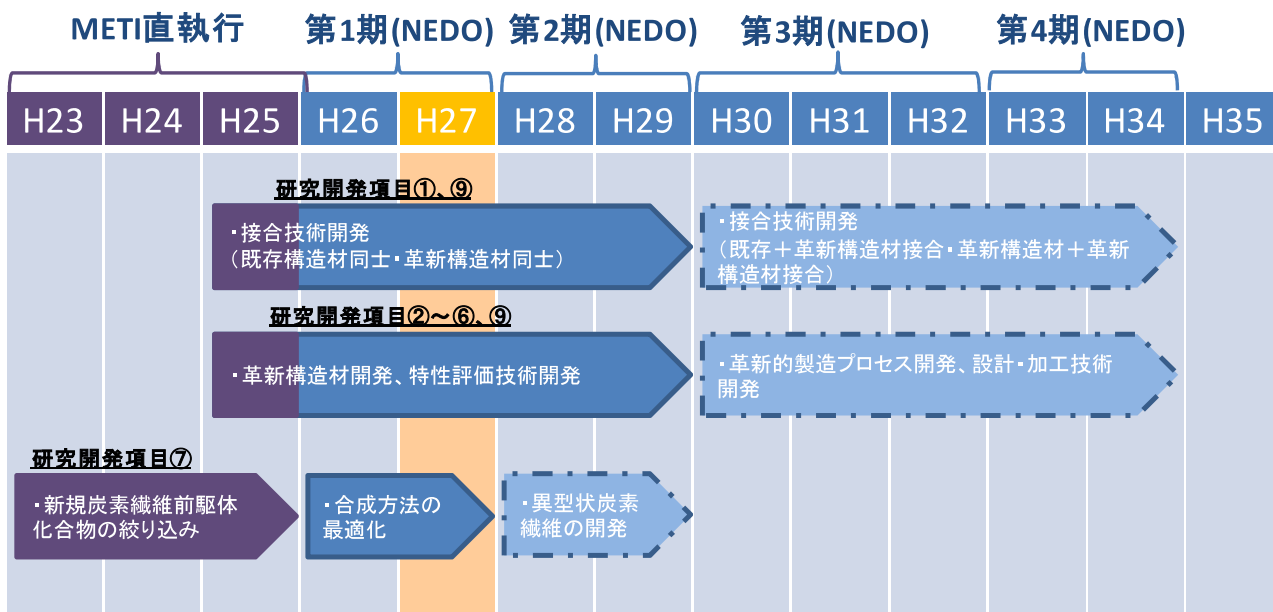 METI直執行 第1期(NEDO) 第2期(NEDO) 第3期(NEDO) 第4期(NEDO)
H23 H24 H25 H26 H27 H28 H29 H30 H31 H32 H33 H34 H35
研究開発項目①、⑨
・接合技術開発
(既存構造材同士・革新構造材同士)
・接合技術開発
(既存+革新構造材接合・革新構造材+革新
構造材接合)
研究開発項目②~⑥、⑨
・革新構造材開発、特性評価技術開発
・革新的製造プロセス開発、設計・加工技術
開発
研究開発項目⑦
・新規炭素繊維前駆体
化合物の絞り込み
・合成方法の
最適化
・異型状炭素
繊維の開発